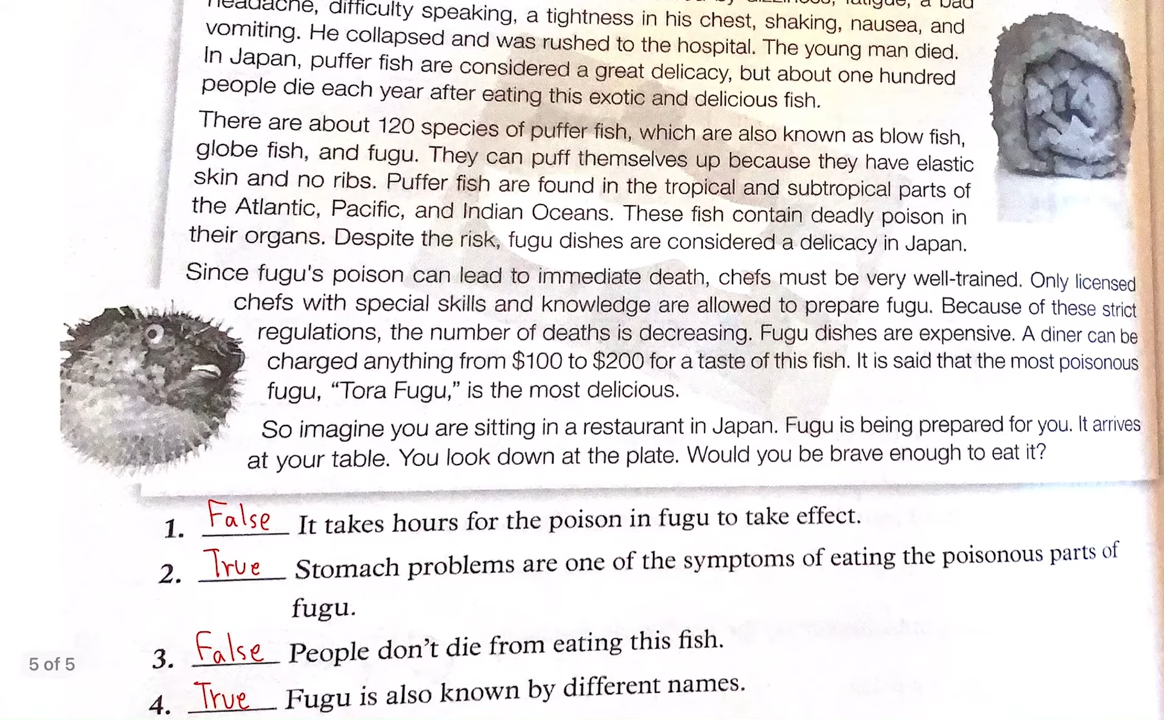 headache, difficulty speaking, a tightness in his chest, shaking, nausea, and
vomiting. He collapsed and was rushed to the hospital. The young man died.
In Japan, puffer fish are considered a great delicacy, but about one hundred
people die each year after eating this exotic and delicious fish.
There are about 120 species of puffer fish, which are also known as blow fish,
globe fish, and fugu. They can puff themselves up because they have elastic
skin and no ribs. Puffer fish are found in the tropical and subtropical parts of
the Atlantic, Pacific, and Indian Oceans. These fish contain deadly poison in
their organs. Despite the risk, fugu dishes are considered a delicacy in Japan.
Since fugu's poison can lead to immediate death, chefs must be very well-trained. Only licensed
chefs with special skills and knowledge are allowed to prepare fugu. Because of these strict
regulations, the number of deaths is decreasing. Fugu dishes are expensive. A diner can be
charged anything from $100 to $200 for a taste of this fish. It is said that the most poisonous
fugu, “Tora Fugu,” is the most delicious.
So imagine you are sitting in a restaurant in Japan. Fugu is being prepared for you. It arrives
at your table. You look down at the plate. Would you be brave enough to eat it?
1. False It takes hours for the poison in fugu to take effect.
2. True Stomach problems are one of the symptoms of eating the poisonous parts of
fugu.
3. False People don't die from eating this fish.
5 of 5
4. True Fugu is also known by different names.